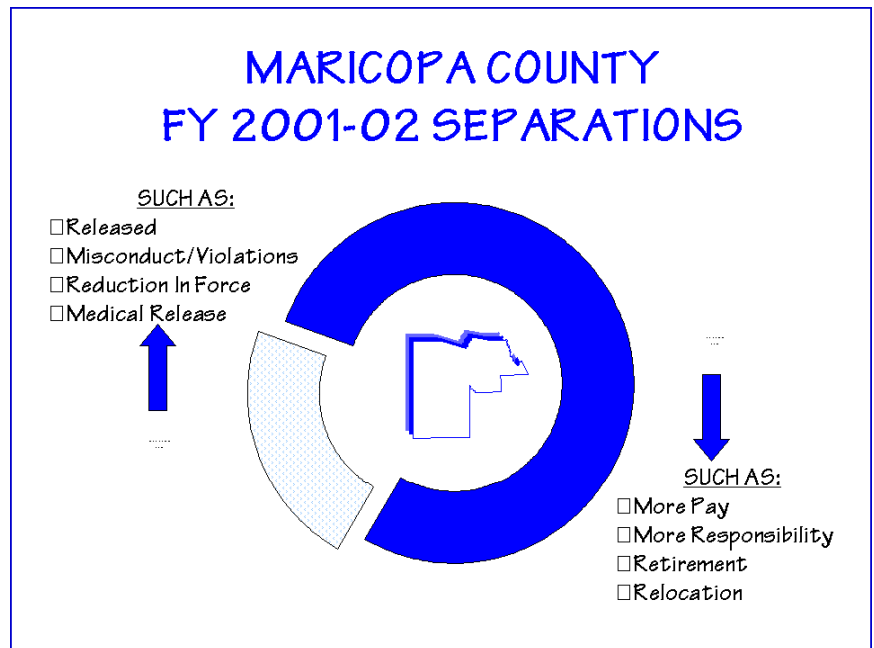 MARICOPA COUNTY
FY 2001-02 SEPARATIONS
SUCH AS:
□Released
□Misconduct/Violations
□Reduction In Force
□Medical Release
SUCH AS:
□More Pay
□More Responsibility
□Retirement
□Relocation